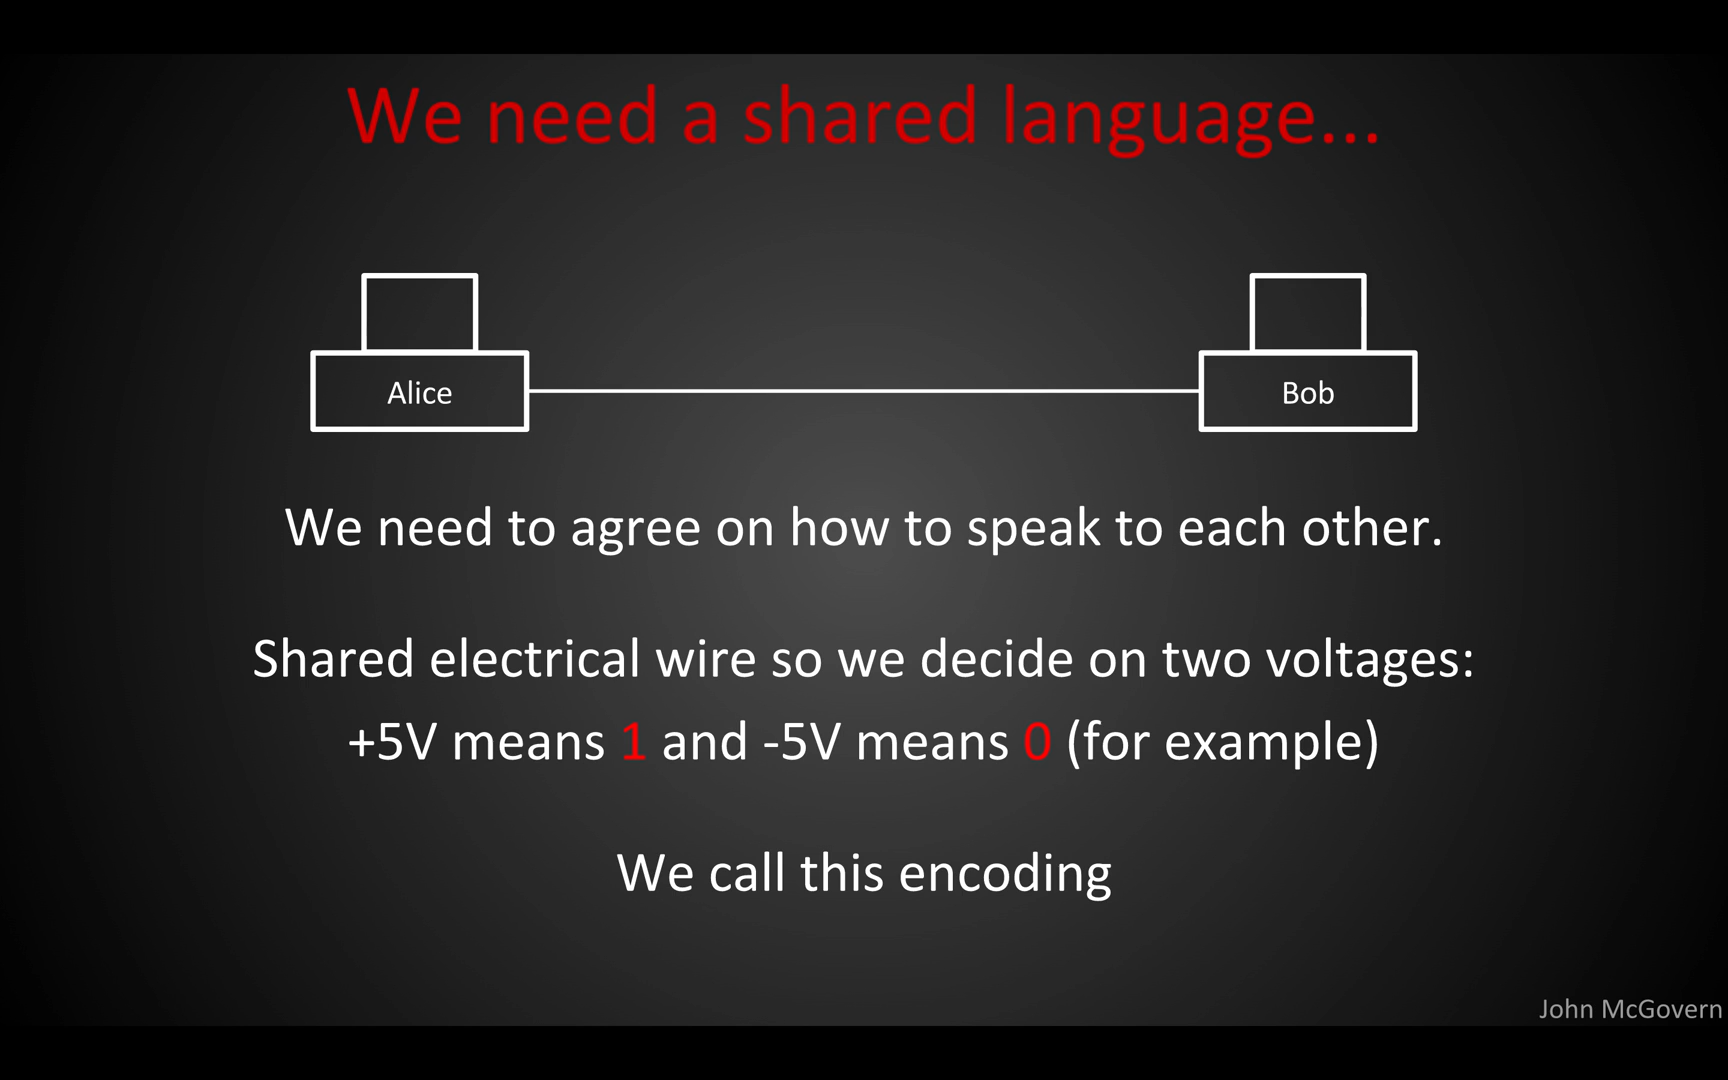 We need a shared language...
Alice
Bob
We need to agree on how to speak to each other.
Shared electrical wire so we decide on two voltages:
+5V means 1 and -5V means 0 (for example)
We call this encoding
John McGovern